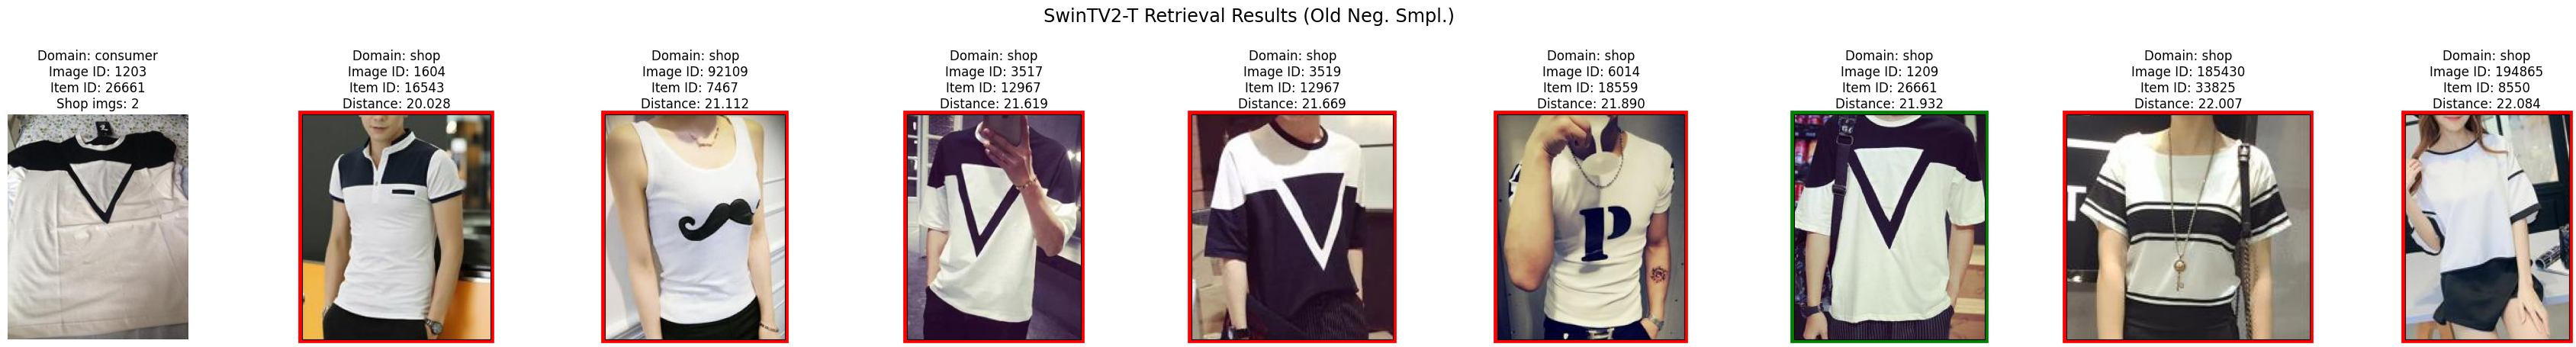 SwinTV2-T Retrieval Results (Old Neg. Smpl.)
Domain: consumer
Image ID: 1203
Item ID: 26661
Shop imgs: 2
Domain: shop
Image ID: 1604
Item ID: 16543
Distance: 20.028
Domain: shop
Image ID: 92109
Item ID: 7467
Distance: 21.112
Domain: shop
Image ID: 3517
Item ID: 12967
Distance: 21.619
Domain: shop
Image ID: 3519
Item ID: 12967
Distance: 21.669
Domain: shop
Image ID: 6014
Item ID: 18559
Distance: 21.890
P
Domain: shop
Image ID: 1209
Item ID: 26661
Distance: 21.932
Domain: shop
Image ID: 185430
Item ID: 33825
Distance: 22.007
Domain: shop
Image ID: 194865
Item ID: 8550
Distance: 22.084